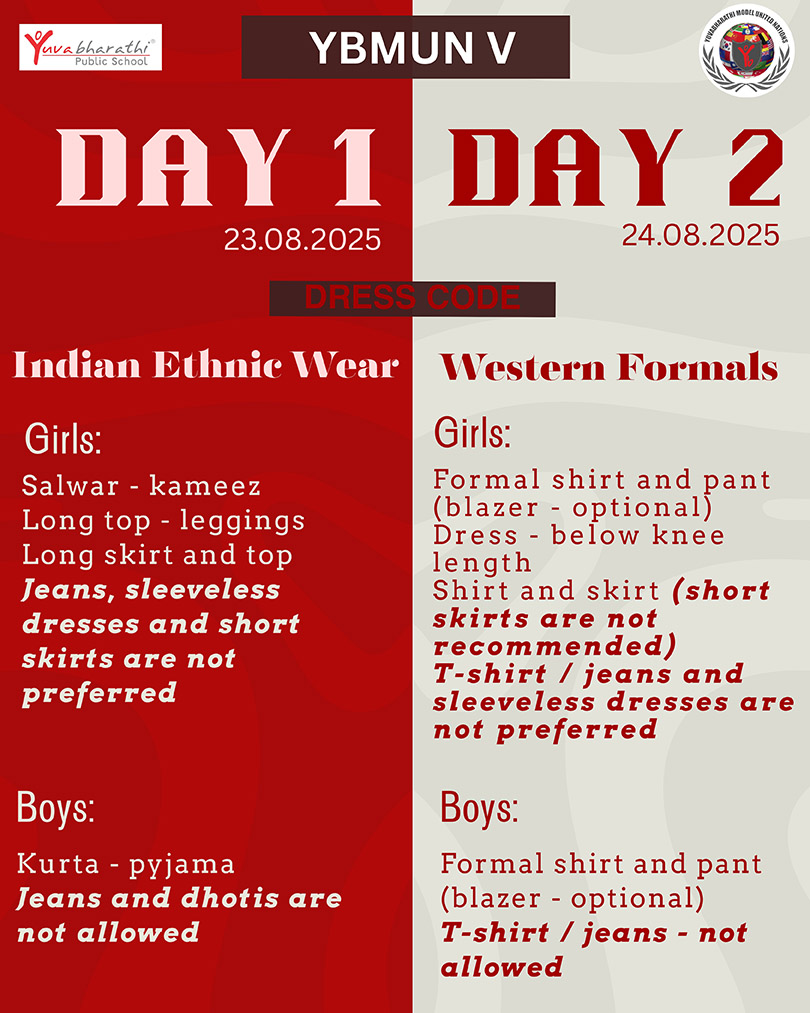 Yuvabharathi®
Public School
YBMUN V
YUVABHARATHI MODEL UNITED NATIONS
DAY 1
23.08.2025
DAY 2
24.08.2025
DRESS CODE
Indian Ethnic Wear
Girls:
Salwar - kameez
Long top - leggings
Long skirt and top
Jeans, sleeveless
dresses and short
skirts are not
preferred
Boys:
Kurta - pyjama
Jeans and dhotis are
not allowed
Western Formals
Girls:
Formal shirt and pant
(blazer - optional)
Dress - below knee
length
Shirt and skirt (short
skirts are not
recommended)
T-shirt / jeans and
sleeveless dresses are
not preferred
Boys:
Formal shirt and pant
(blazer - optional)
T-shirt / jeans - not
allowed